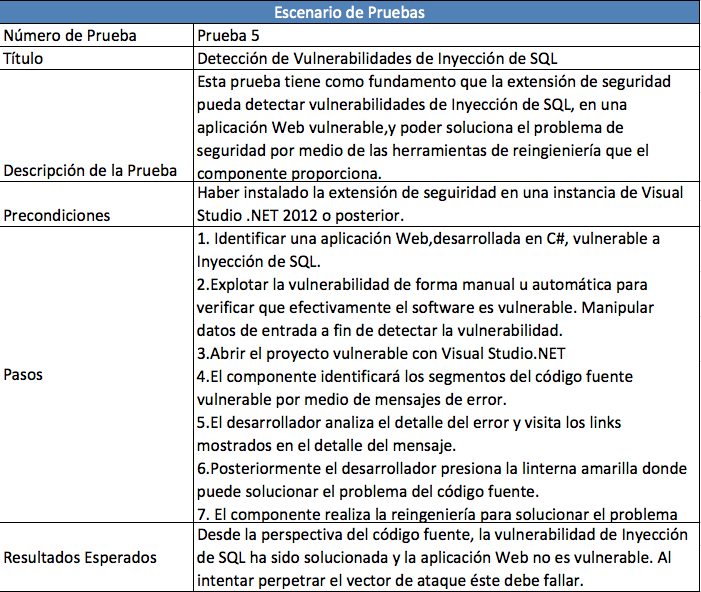 Escenario de Pruebas
Número de Prueba
Prueba 5
Título
Detección de Vulnerabilidades de Inyección de SQL
Descripción de la Prueba
Esta prueba tiene como fundamento que la extensión de seguridad
pueda detectar vulnerabilidades de Inyección de SQL, en una
aplicación Web vulnerable,y poder soluciona el problema de
seguridad por medio de las herramientas de reingieniería que el
componente proporciona.
Precondiciones
Haber instalado la extensión de seguiridad en una instancia de Visual
Studio .NET 2012 o posterior.
Pasos
1. Identificar una aplicación Web,desarrollada en C#, vulnerable a
Inyección de SQL.
2.Explotar la vulnerabilidad de forma manual u automática para
verificar que efectivamente el software es vulnerable. Manipular
datos de entrada a fin de detectar la vulnerabilidad.
3.Abrir el proyecto vulnerable con Visual Studio.NET
4.El componente identificará los segmentos del código fuente
vulnerable por medio de mensajes de error.
5.El desarrollador analiza el detalle del error y visita los links
mostrados en el detalle del mensaje.
6.Posteriormente el desarrollador presiona la linterna amarilla donde
puede solucionar el problema del código fuente.
7. El componente realiza la reingeniería para solucionar el problema
Resultados Esperados
Desde la perspectiva del código fuente, la vulnerabilidad de Inyección
de SQL ha sido solucionada y la aplicación Web no es vulnerable. Al
intentar perpetrar el vector de ataque éste debe fallar.